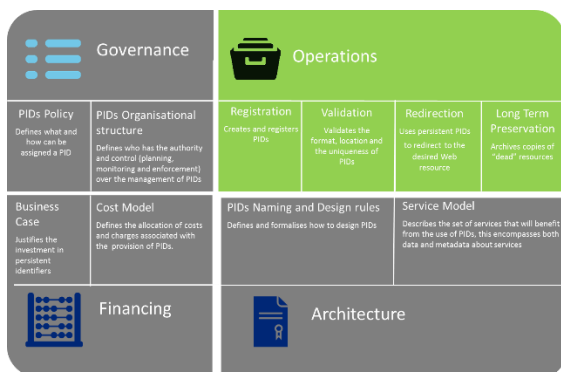 Governance
PIDs Policy
Defines what and
how can be
assigned a PID
PIDs Organisational
structure
Defines who has the
authority and control (planning,
monitoring and enforcement)
over the management of PIDs
Operations
Registration
Creates and registers
PIDs
Validation
Validates the
format, location and
the uniqueness of
PIDs
Redirection
Uses persistent PIDs
to redirect to the
desired Web
resource
Long Term
Preservation
Archives copies of
"dead" resources
Business
Case
Justifies the
investment in
persistent
identifiers
Cost Model
Defines the allocation of costs
and charges associated with
the provision of PIDs.
Financing
PIDs Naming and Design rules
Defines and formalises how to design PIDs
Service Model
Describes the set of services that will benefit
from the use of PIDs, this encompasses both
data and metadata about services
Architecture